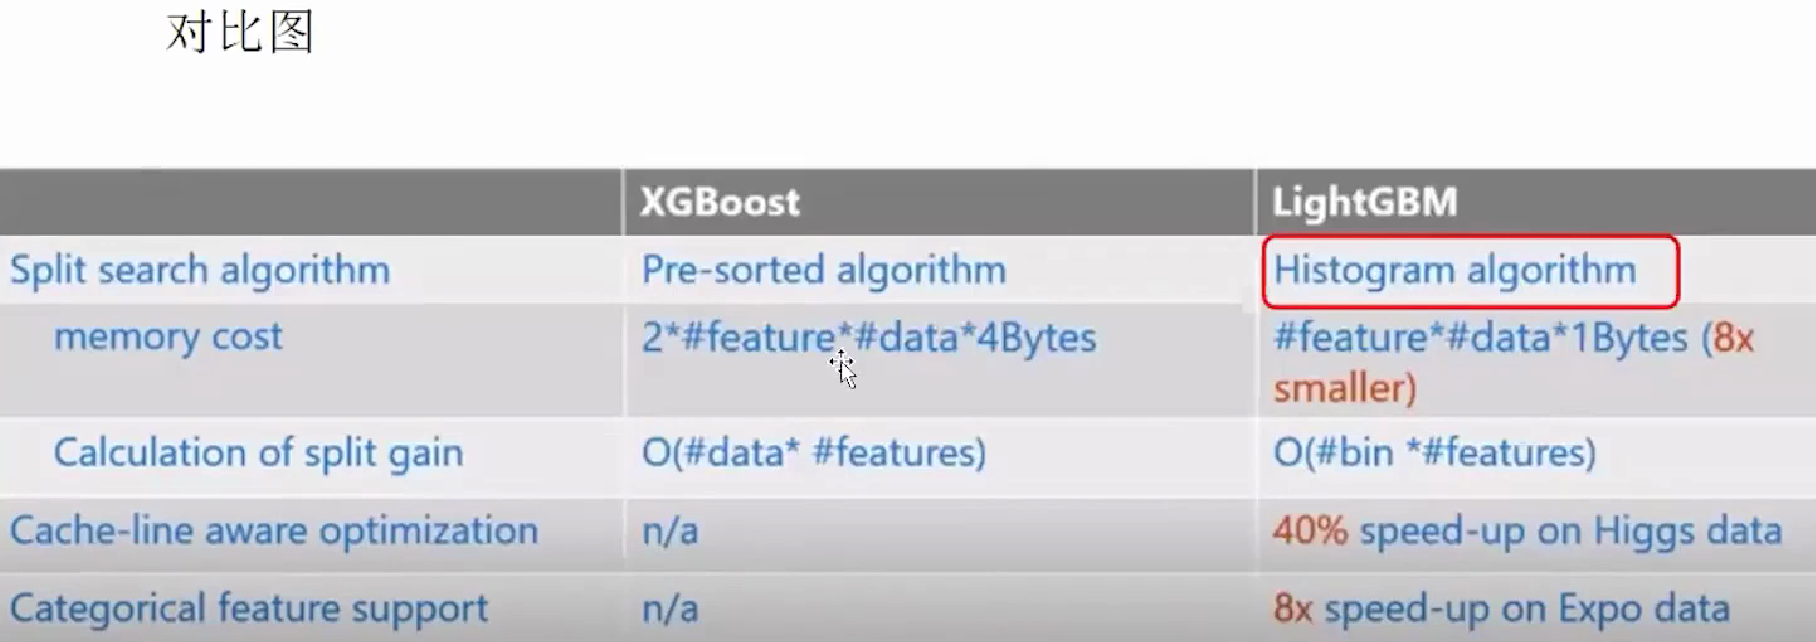 对比图
XGBoost
LightGBM
Split search algorithm
Pre-sorted algorithm
Histogram algorithm
memory cost
2*#feature*#data*4Bytes
#feature*#data*1Bytes (8x
smaller)
Calculation of split gain
O(#data* #features)
O(#bin *#features)
Cache-line aware optimization
n/a
40% speed-up on Higgs data
Categorical feature support
n/a
8x speed-up on Expo data